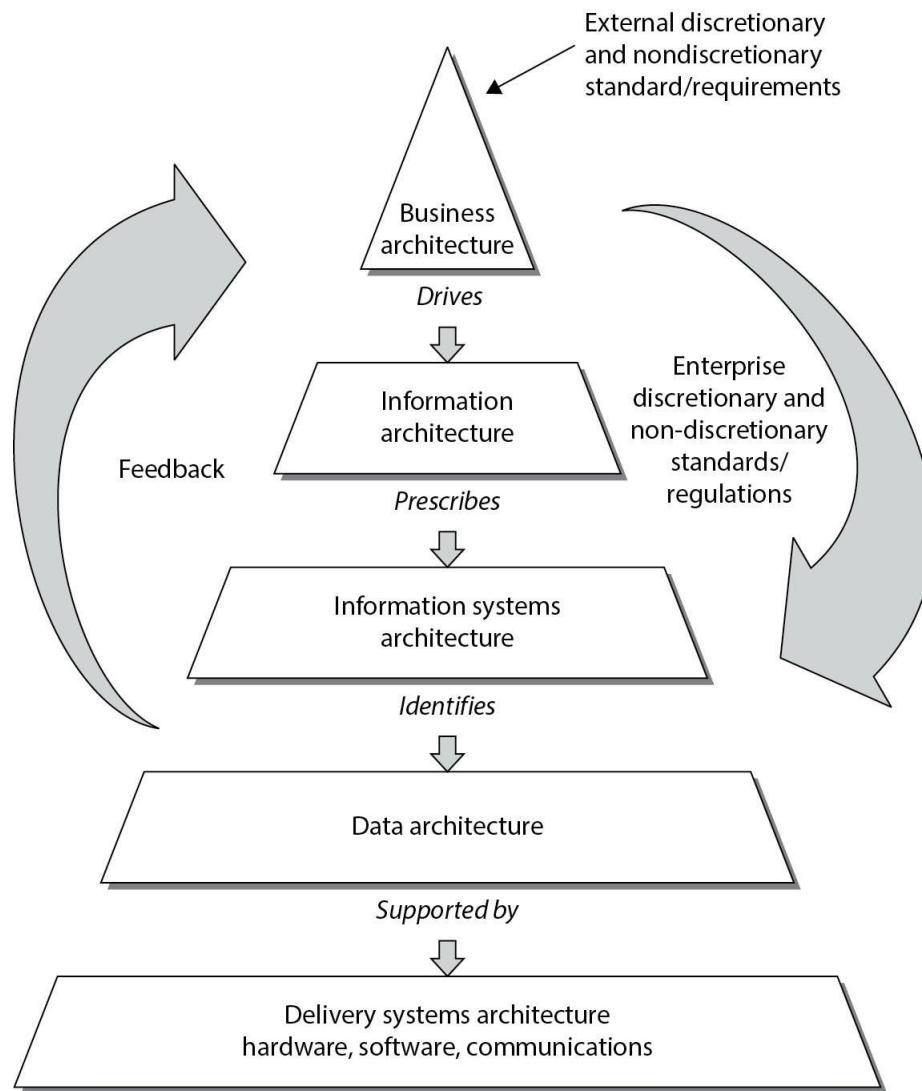 External discretionary
and nondiscretionary
standard/requirements
Business
architecture
Drives
Information
architecture
Enterprise
discretionary and
non-discretionary
standards/
regulations
Feedback
Prescribes
Information systems
architecture
Identifies
Data architecture
Supported by
Delivery systems architecture
hardware, software, communications